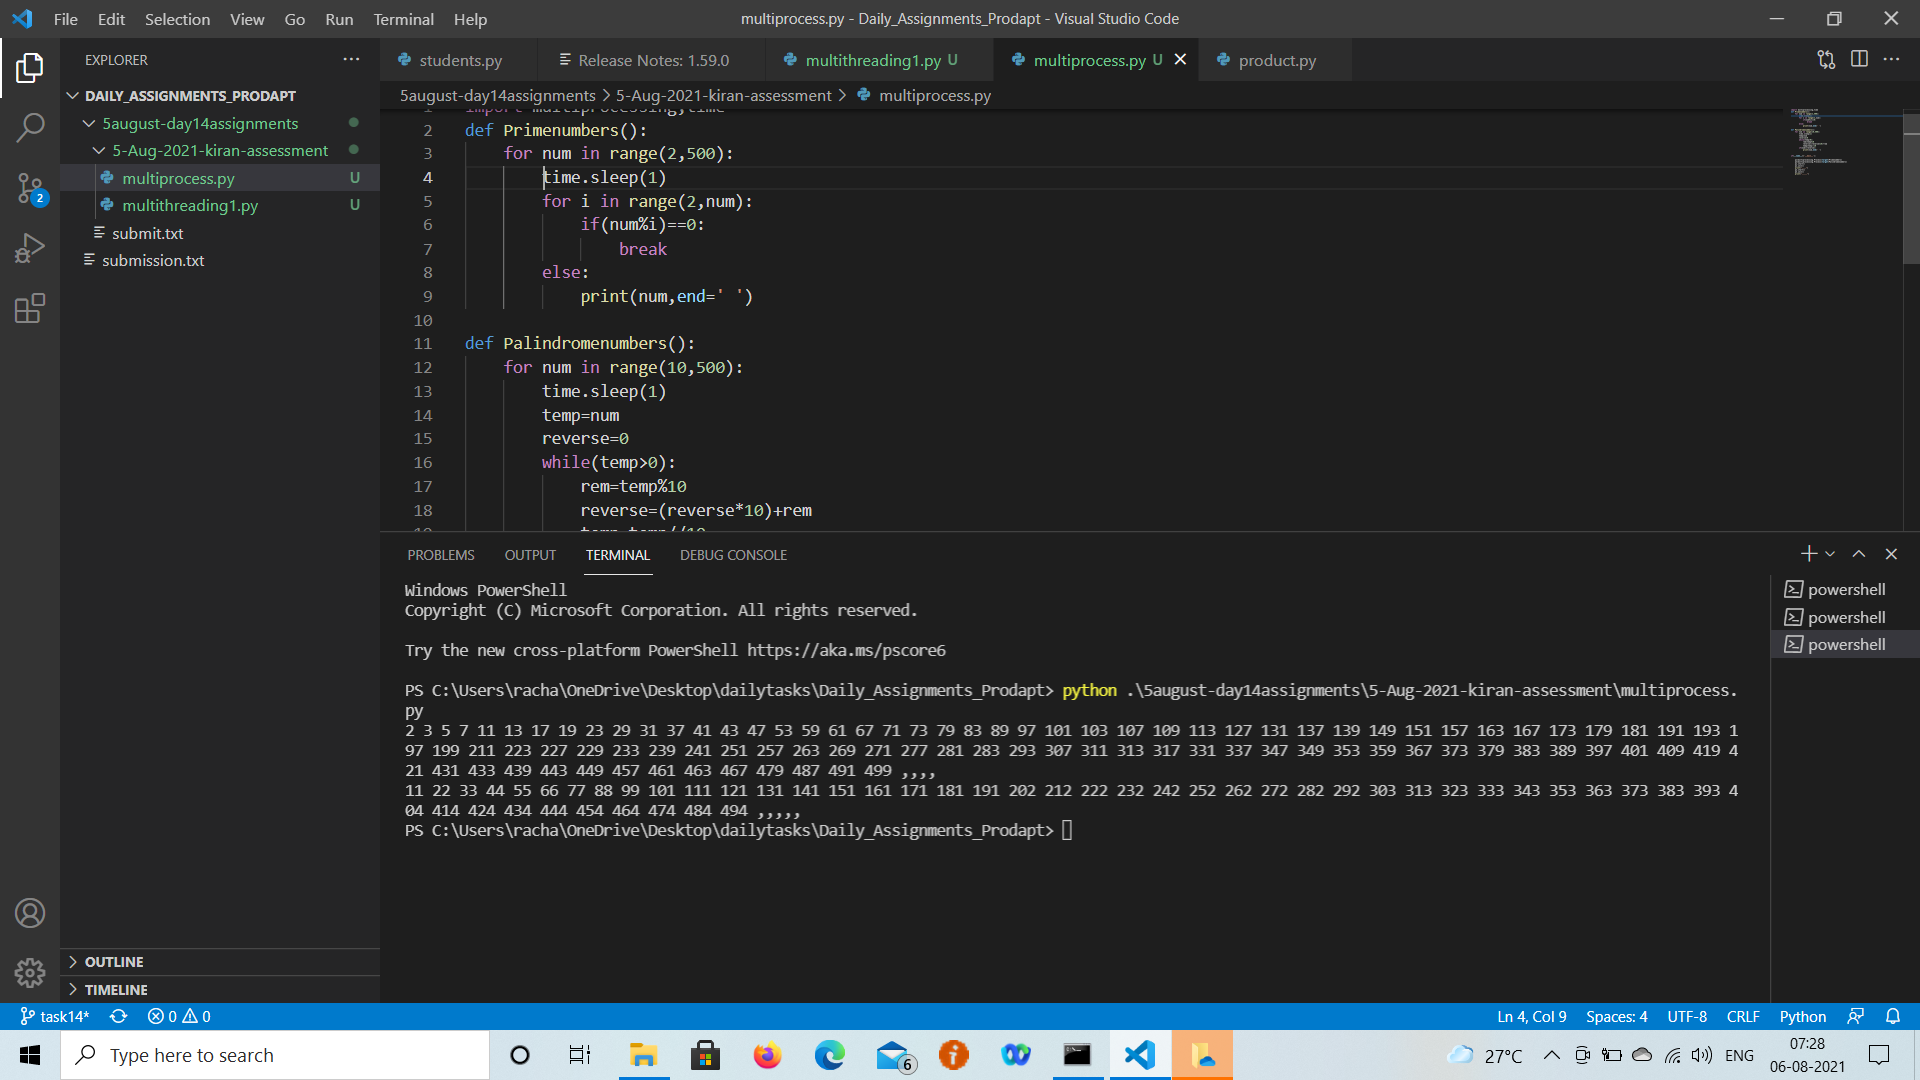 File Edit Selection View Go Run Terminal Help
multiprocess.py - Daily_Assignments_Prodapt - Visual Studio Code
EXPLORER
students.py
Release Notes: 1.59.0
multithreading1.py U
multiprocess.py U
product.py
DAILY_ASSIGNMENTS_PRODAPT
5august-day14assignments
5-Aug-2021-kiran-assessment
multiprocess.py U
multithreading1.py U
submit.txt
submission.txt
2
5august-day14assignments > 5-Aug-2021-kiran-assessment > multiprocess.py
1 import multiprocessing,time
2 def Primenumbers():
3 for num in range(2,500):
4 time.sleep(1)
5 for i in range(2,num):
6 if(num%i)==0:
7 break
8 else:
9 print(num,end=' ')
10
11 def Palindromenumbers():
12 for num in range(10,500):
13 time.sleep(1)
14 temp=num
15 reverse=0
16 while(temp>0):
17 rem=temp%10
18 reverse=(reverse*10)+rem
19 temp=temp//10
PROBLEMS OUTPUT TERMINAL DEBUG CONSOLE
Windows PowerShell
Copyright (C) Microsoft Corporation. All rights reserved.
Try the new cross-platform PowerShell https://aka.ms/pscore6
PS C:\Users\racha\OneDrive\Desktop\dailytasks\Daily_Assignments_Prodapt> python .\5august-day14assignments\5-Aug-2021-kiran-assessment\multiprocess.
py
2 3 5 7 11 13 17 19 23 29 31 37 41 43 47 53 59 61 67 71 73 79 83 89 97 101 103 107 109 113 127 131 137 139 149 151 157 163 167 173 179 181 191 193 1
97 199 211 223 227 229 233 239 241 251 257 263 269 271 277 281 283 293 307 311 313 317 331 337 347 349 353 359 367 373 379 383 389 397 401 409 419 4
21 431 433 439 443 449 457 461 463 467 479 487 491 499 ,,,,
11 22 33 44 55 66 77 88 99 101 111 121 131 141 151 161 171 181 191 202 212 222 232 242 252 262 272 282 292 303 313 323 333 343 353 363 373 383 393 4
04 414 424 434 444 454 464 474 484 494 ,,,,,
PS C:\Users\racha\OneDrive\Desktop\dailytasks\Daily_Assignments_Prodapt>
powershell
powershell
powershell
OUTLINE
TIMELINE
task14* 0 0
Ln 4, Col 9 Spaces: 4 UTF-8 CRLF Python
Type here to search
6
27°C
ENG
07:28
06-08-2021